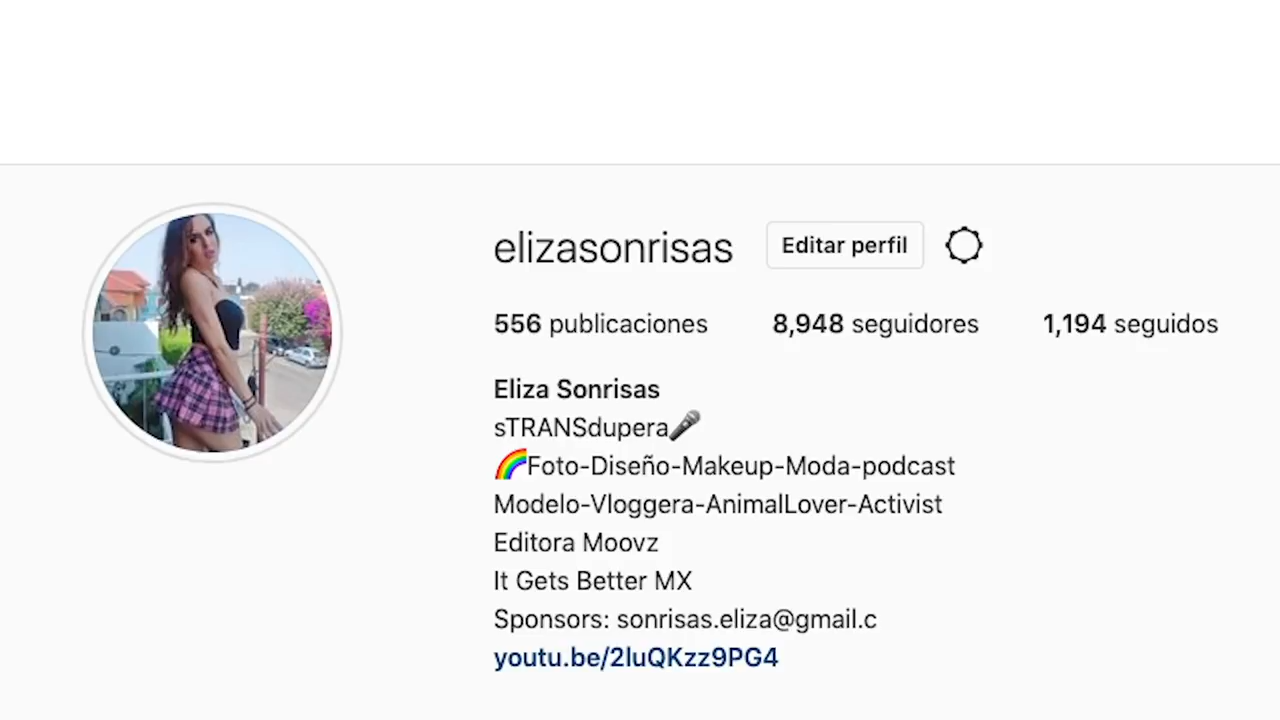 elizasonrisas Editar perfil
556 publicaciones 8,948 seguidores 1,194 seguidos
Eliza Sonrisas
sTRANSdupera🎤
🌈Foto-Diseño-Makeup-Moda-podcast
Modelo-Vloggera-AnimalLover-Activist
Editora Moovz
It Gets Better MX
Sponsors: sonrisas.eliza@gmail.c
youtu.be/2luQKzz9PG4